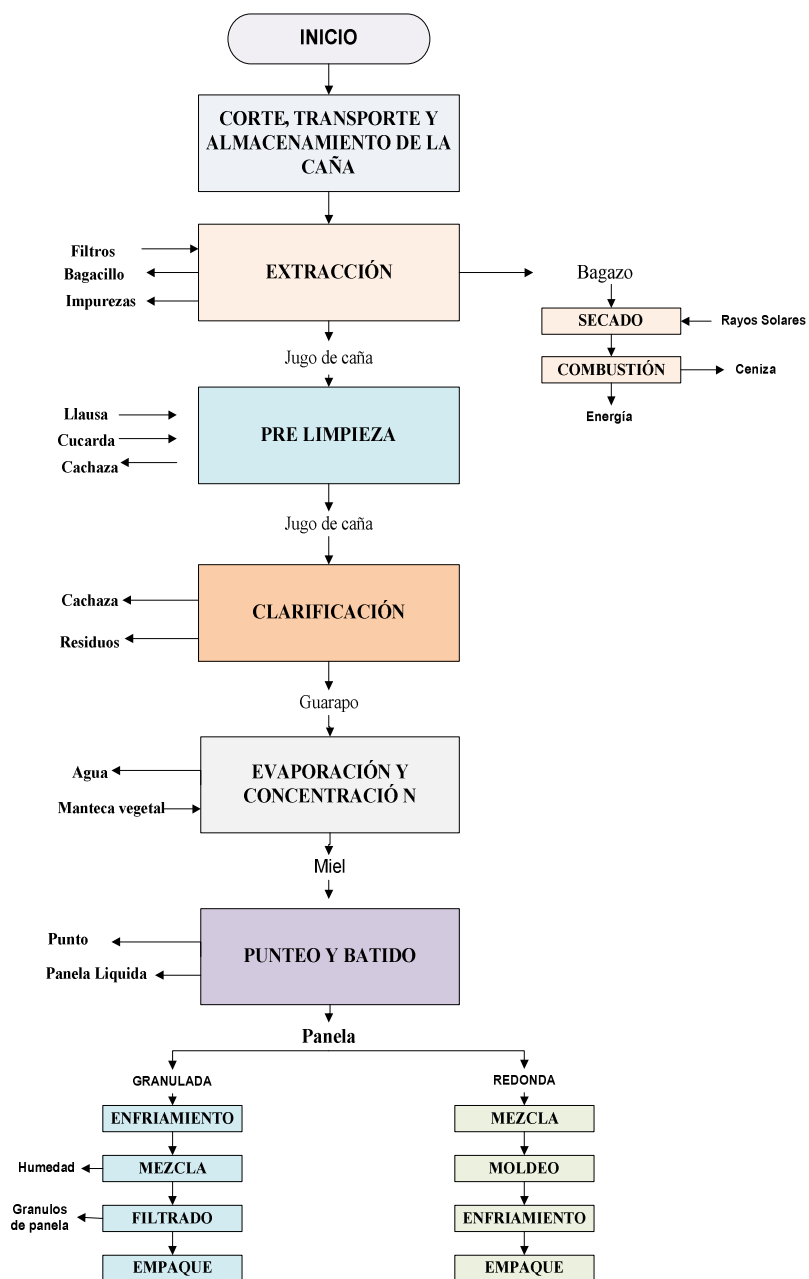 INICIO
CORTE, TRANSPORTE Y
ALMACENAMIENTO DE LA
CAÑA
Filtros
Bagacillo
Impurezas
EXTRACCIÓN
Bagazo
SECADO
Rayos Solares
COMBUSTIÓN
Ceniza
Energía
Jugo de caña
Llausa
Cucarda
Cachaza
PRE LIMPIEZA
Jugo de caña
Cachaza
Residuos
CLARIFICACIÓN
Guarapo
Agua
Manteca vegetal
EVAPORACIÓN Y
CONCENTRACIÓ N
Miel
Punto
Panela Liquida
PUNTEO Y BATIDO
Panela
GRANULADA
ENFRIAMIENTO
Humedad
MEZCLA
Granulos
de panela
FILTRADO
EMPAQUE
REDONDA
MEZCLA
MOLDEO
ENFRIAMIENTO
EMPAQUE